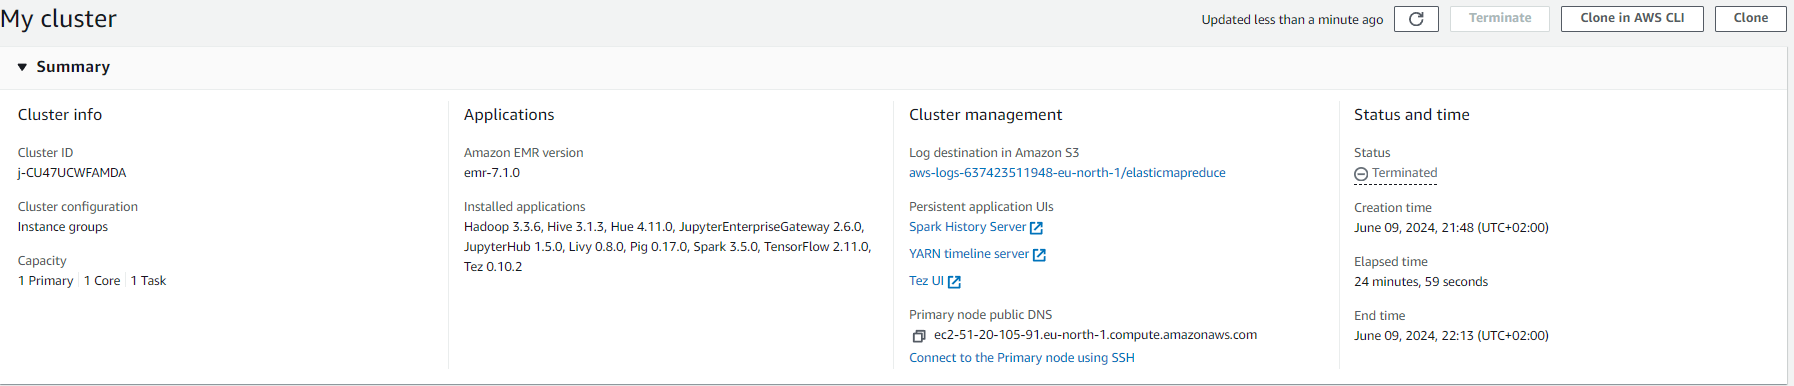 My cluster
Updated less than a minute ago
Terminate
Clone in AWS CLI
Clone
Summary
Cluster info
Cluster ID
j-CU47UCWFAMDA
Cluster configuration
Instance groups
Capacity
1 Primary 1 Core 1 Task
Applications
Amazon EMR version
emr-7.1.0
Installed applications
Hadoop 3.3.6, Hive 3.1.3, Hue 4.11.0, JupyterEnterpriseGateway 2.6.0,
JupyterHub 1.5.0, Livy 0.8.0, Pig 0.17.0, Spark 3.5.0, TensorFlow 2.11.0,
Tez 0.10.2
Cluster management
Log destination in Amazon S3
aws-logs-637423511948-eu-north-1/elasticmapreduce
Persistent application UIs
Spark History Server
YARN timeline server
Tez UI
Primary node public DNS
ec2-51-20-105-91.eu-north-1.compute.amazonaws.com
Connect to the Primary node using SSH
Status and time
Status
Terminated
Creation time
June 09, 2024, 21:48 (UTC+02:00)
Elapsed time
24 minutes, 59 seconds
End time
June 09, 2024, 22:13 (UTC+02:00)